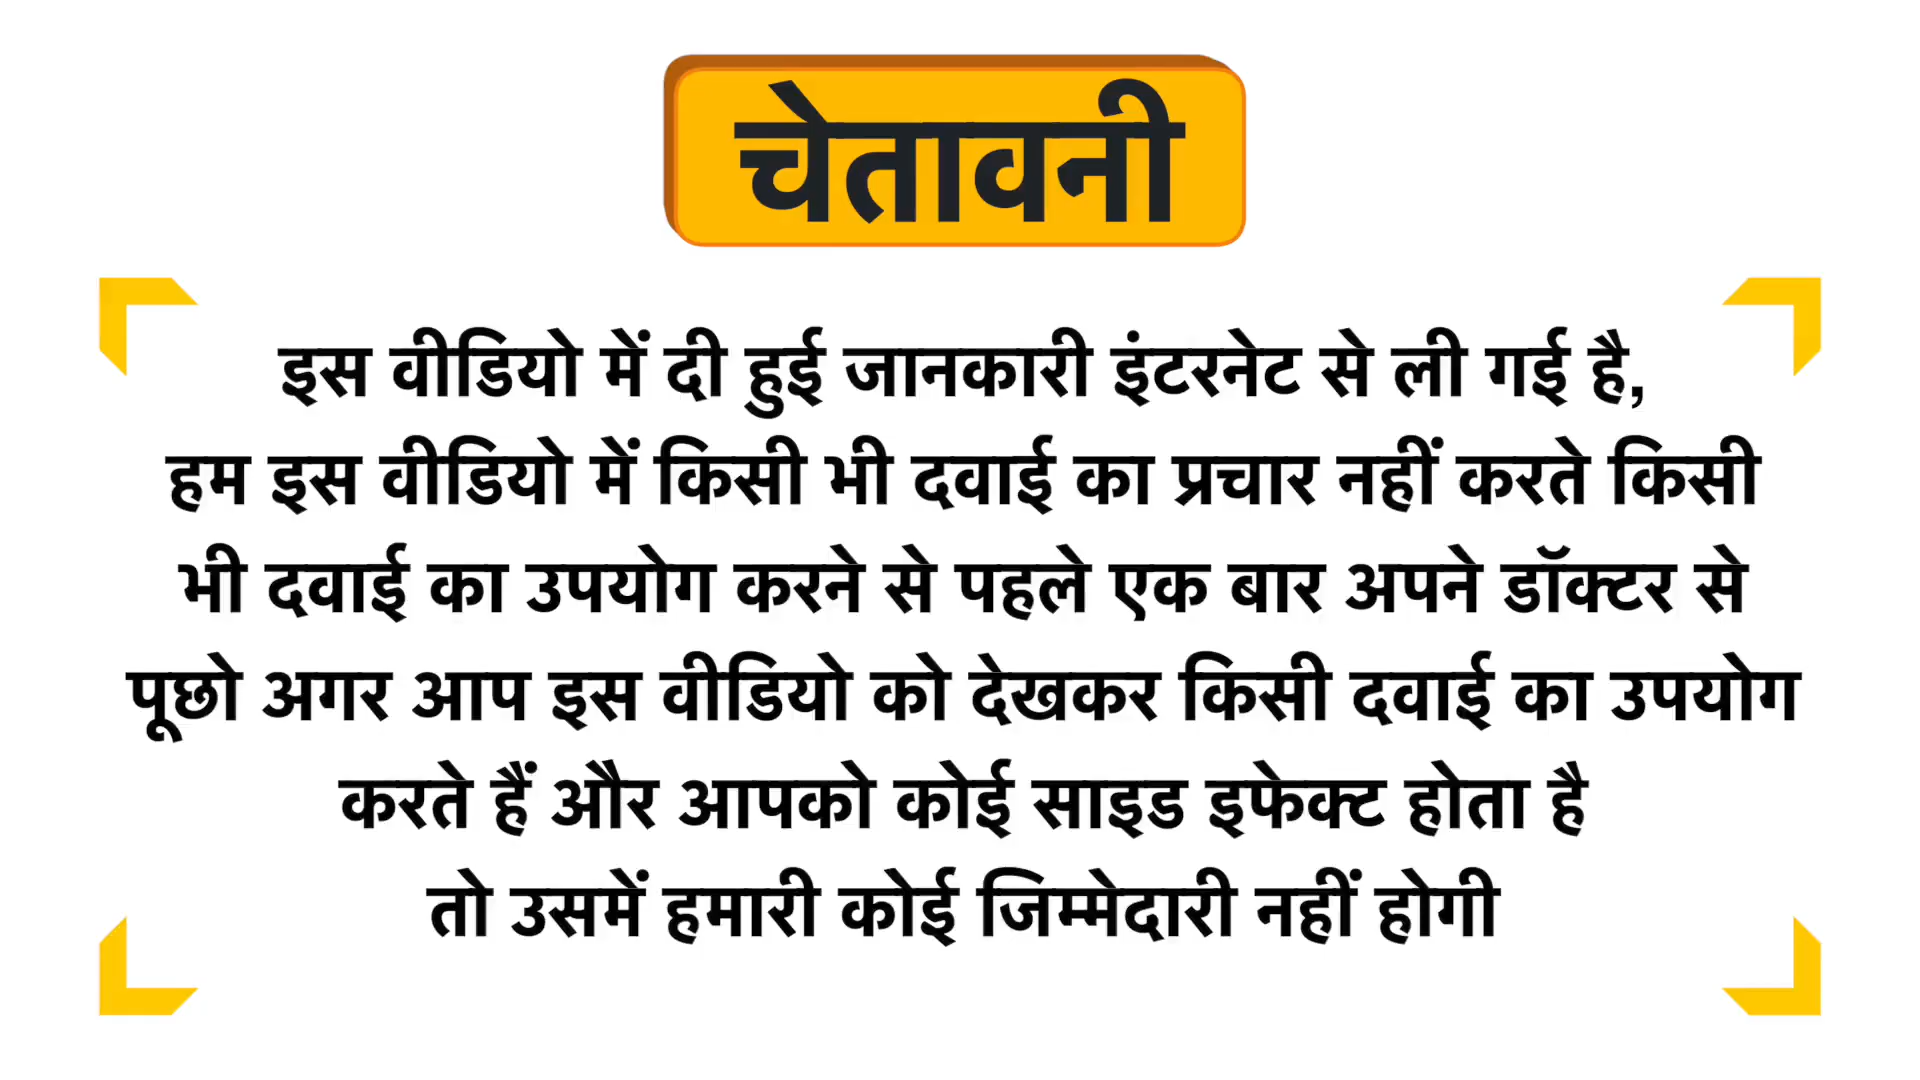 चेतावनी
इस वीडियो में दी हुई जानकारी इंटरनेट से ली गई है,
हम इस वीडियो में किसी भी दवाई का प्रचार नहीं करते किसी
भी दवाई का उपयोग करने से पहले एक बार अपने डॉक्टर से
पूछो अगर आप इस वीडियो को देखकर किसी दवाई का उपयोग
करते हैं और आपको कोई साइड इफेक्ट होता है
तो उसमें हमारी कोई जिम्मेदारी नहीं होगी